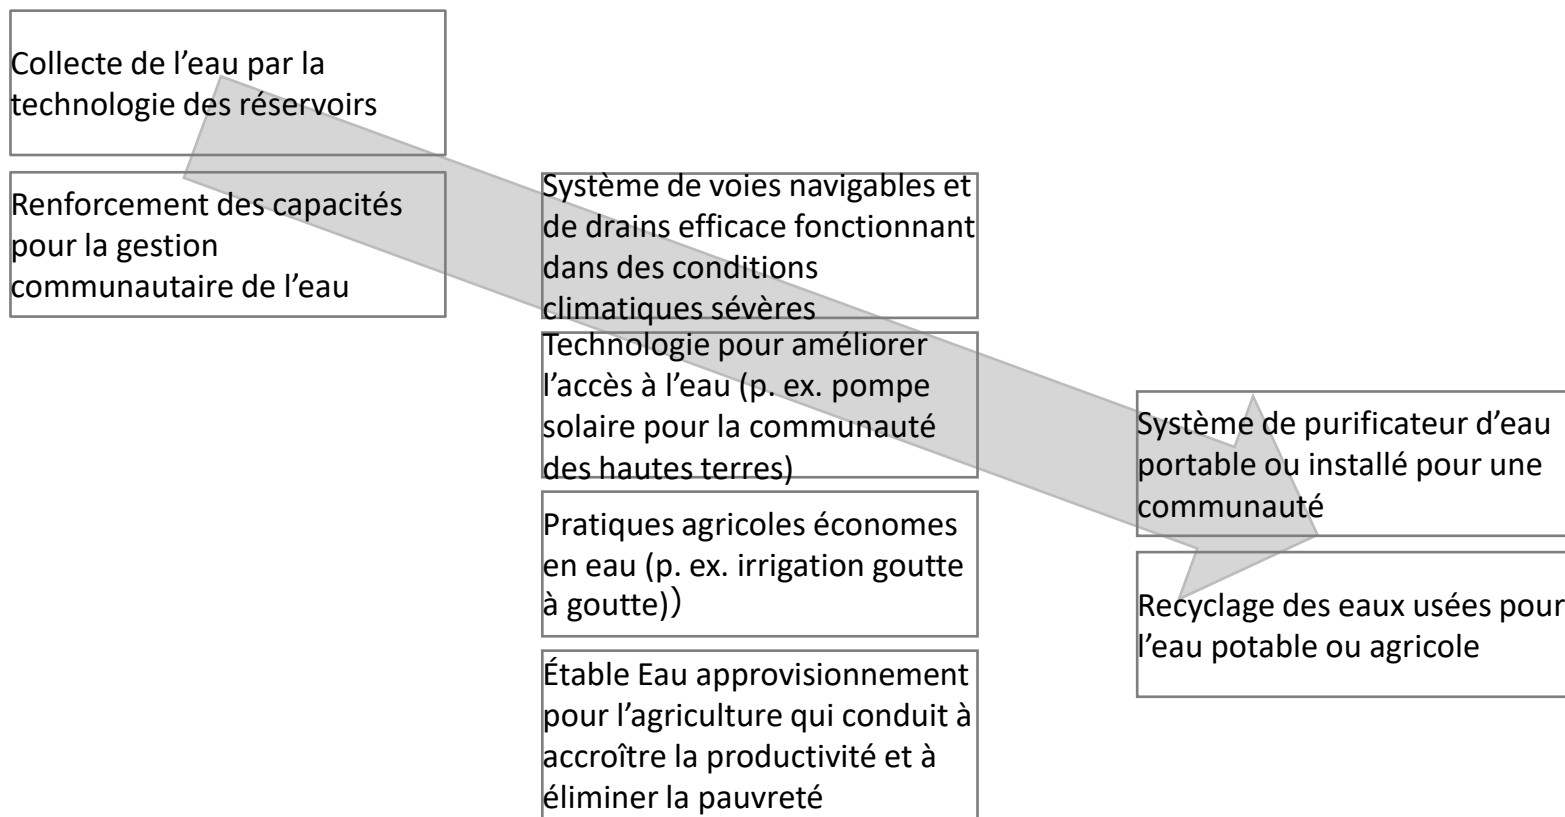 Collecte de l’eau par la
technologie des réservoirs
Renforcement des capacités
pour la gestion
communautaire de l’eau
Système de voies navigables et
de drains efficace fonctionnant
dans des conditions
climatiques sévères
Technologie pour améliorer
l’accès à l’eau (p. ex. pompe
solaire pour la communauté
des hautes terres)
Pratiques agricoles économes
en eau (p. ex. irrigation goutte
à goutte)）
Étable Eau approvisionnement
pour l’agriculture qui conduit à
accroître la productivité et à
éliminer la pauvreté
Système de purificateur d’eau
portable ou installé pour une
communauté
Recyclage des eaux usées pour
l’eau potable ou agricole